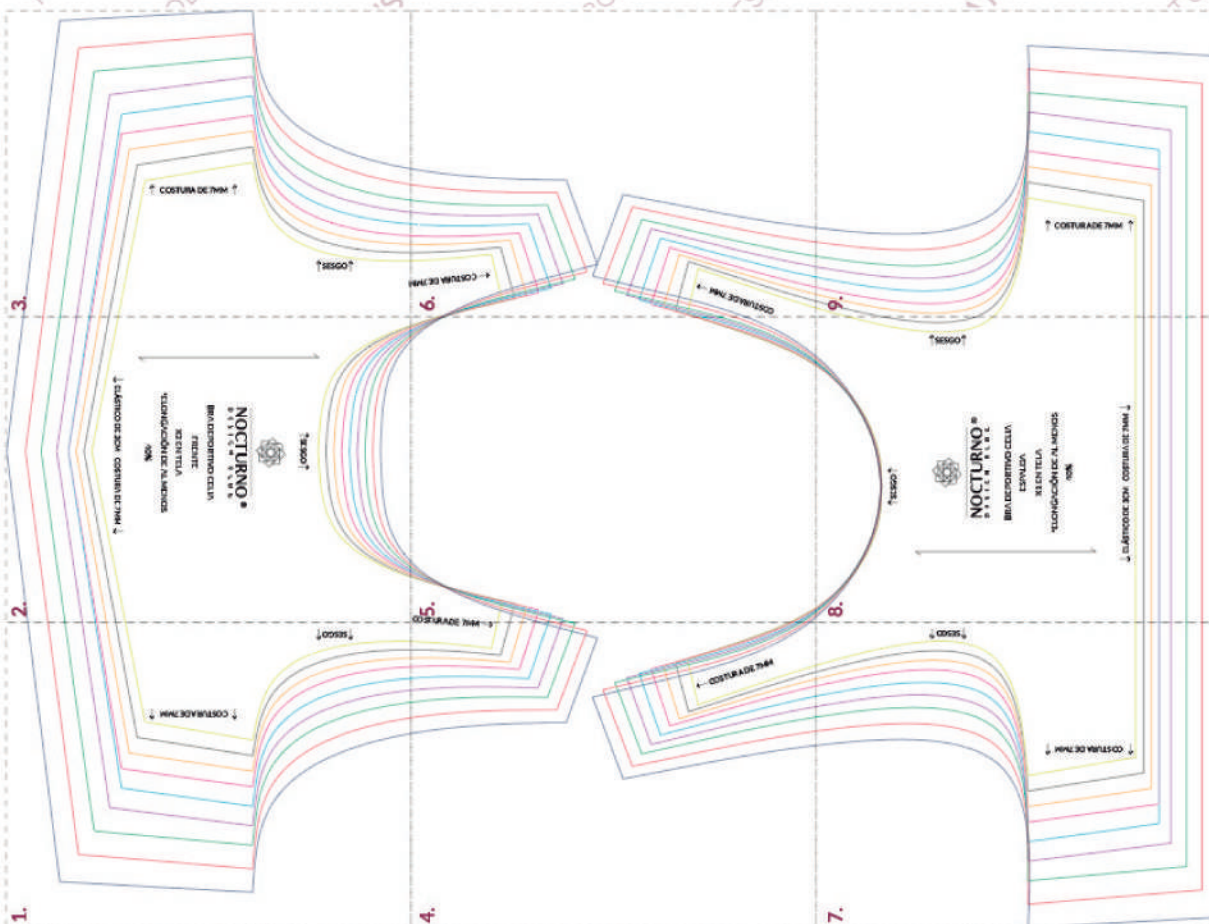 3.
2.
1.
6.
5.
4.
9.
8.
7.
↑ COSTURA DE 7MM ↑
↑SESGO↑
COSTURA DE 7MM
↓ ELÁSTICO DE 3CM COSTURA DE 7MM ↓
NOCTURNO®
DESIGN BLBK
BRA DEPORTIVO CELIA
FRENTE
X1 EN TELA
*ELONGACIÓN DE AL MENOS
40%
↑SESGO↑
COSTURA DE 7MM
↓SESGO↓
↓ COSTURA DE 7MM ↓
COSTURA DE 7MM
↑SESGO↑
↑ COSTURA DE 7MM ↑
↓SESGO↓
NOCTURNO®
DESIGN BLBK
BRA DEPORTIVO CELIA
ESPALDA
X1 EN TELA
*ELONGACIÓN DE AL MENOS
40%
↓ ELÁSTICO DE 3CM COSTURA DE 7MM ↓
COSTURA DE 7MM
↓SESGO↓
↓ COSTURA DE 7MM ↓